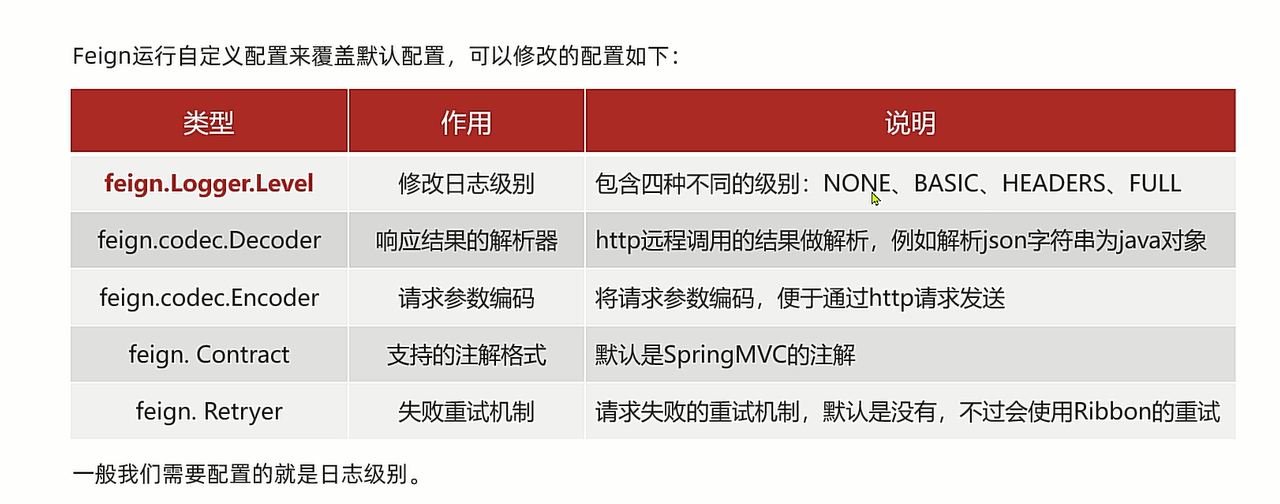 Feign运行自定义配置来覆盖默认配置，可以修改的配置如下：
类型 作用 说明
feign.Logger.Level 修改日志级别 包含四种不同的级别：NONE、BASIC、HEADERS、FULL
feign.codec.Decoder 响应结果的解析器 http远程调用的结果做解析，例如解析json字符串为java对象
feign.codec.Encoder 请求参数编码 将请求参数编码，便于通过http请求发送
feign. Contract 支持的注解格式 默认是SpringMVC的注解
feign. Retryer 失败重试机制 请求失败的重试机制，默认是没有，不过会使用Ribbon的重试
一般我们需要配置的就是日志级别。